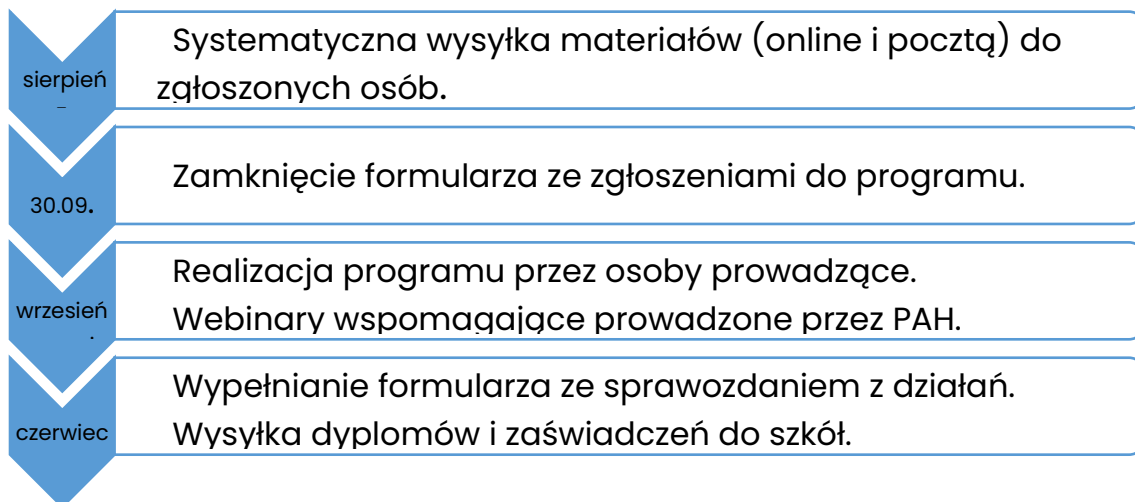 sierpień
–
Systematyczna wysyłka materiałów (online i pocztą) do
zgłoszonych osób.
30.09.
Zamknięcie formularza ze zgłoszeniami do programu.
wrzesień
Realizacja programu przez osoby prowadzące.
Webinary wspomagające prowadzone przez PAH.
czerwiec
Wypełnianie formularza ze sprawozdaniem z działań.
Wysyłka dyplomów i zaświadczeń do szkół.